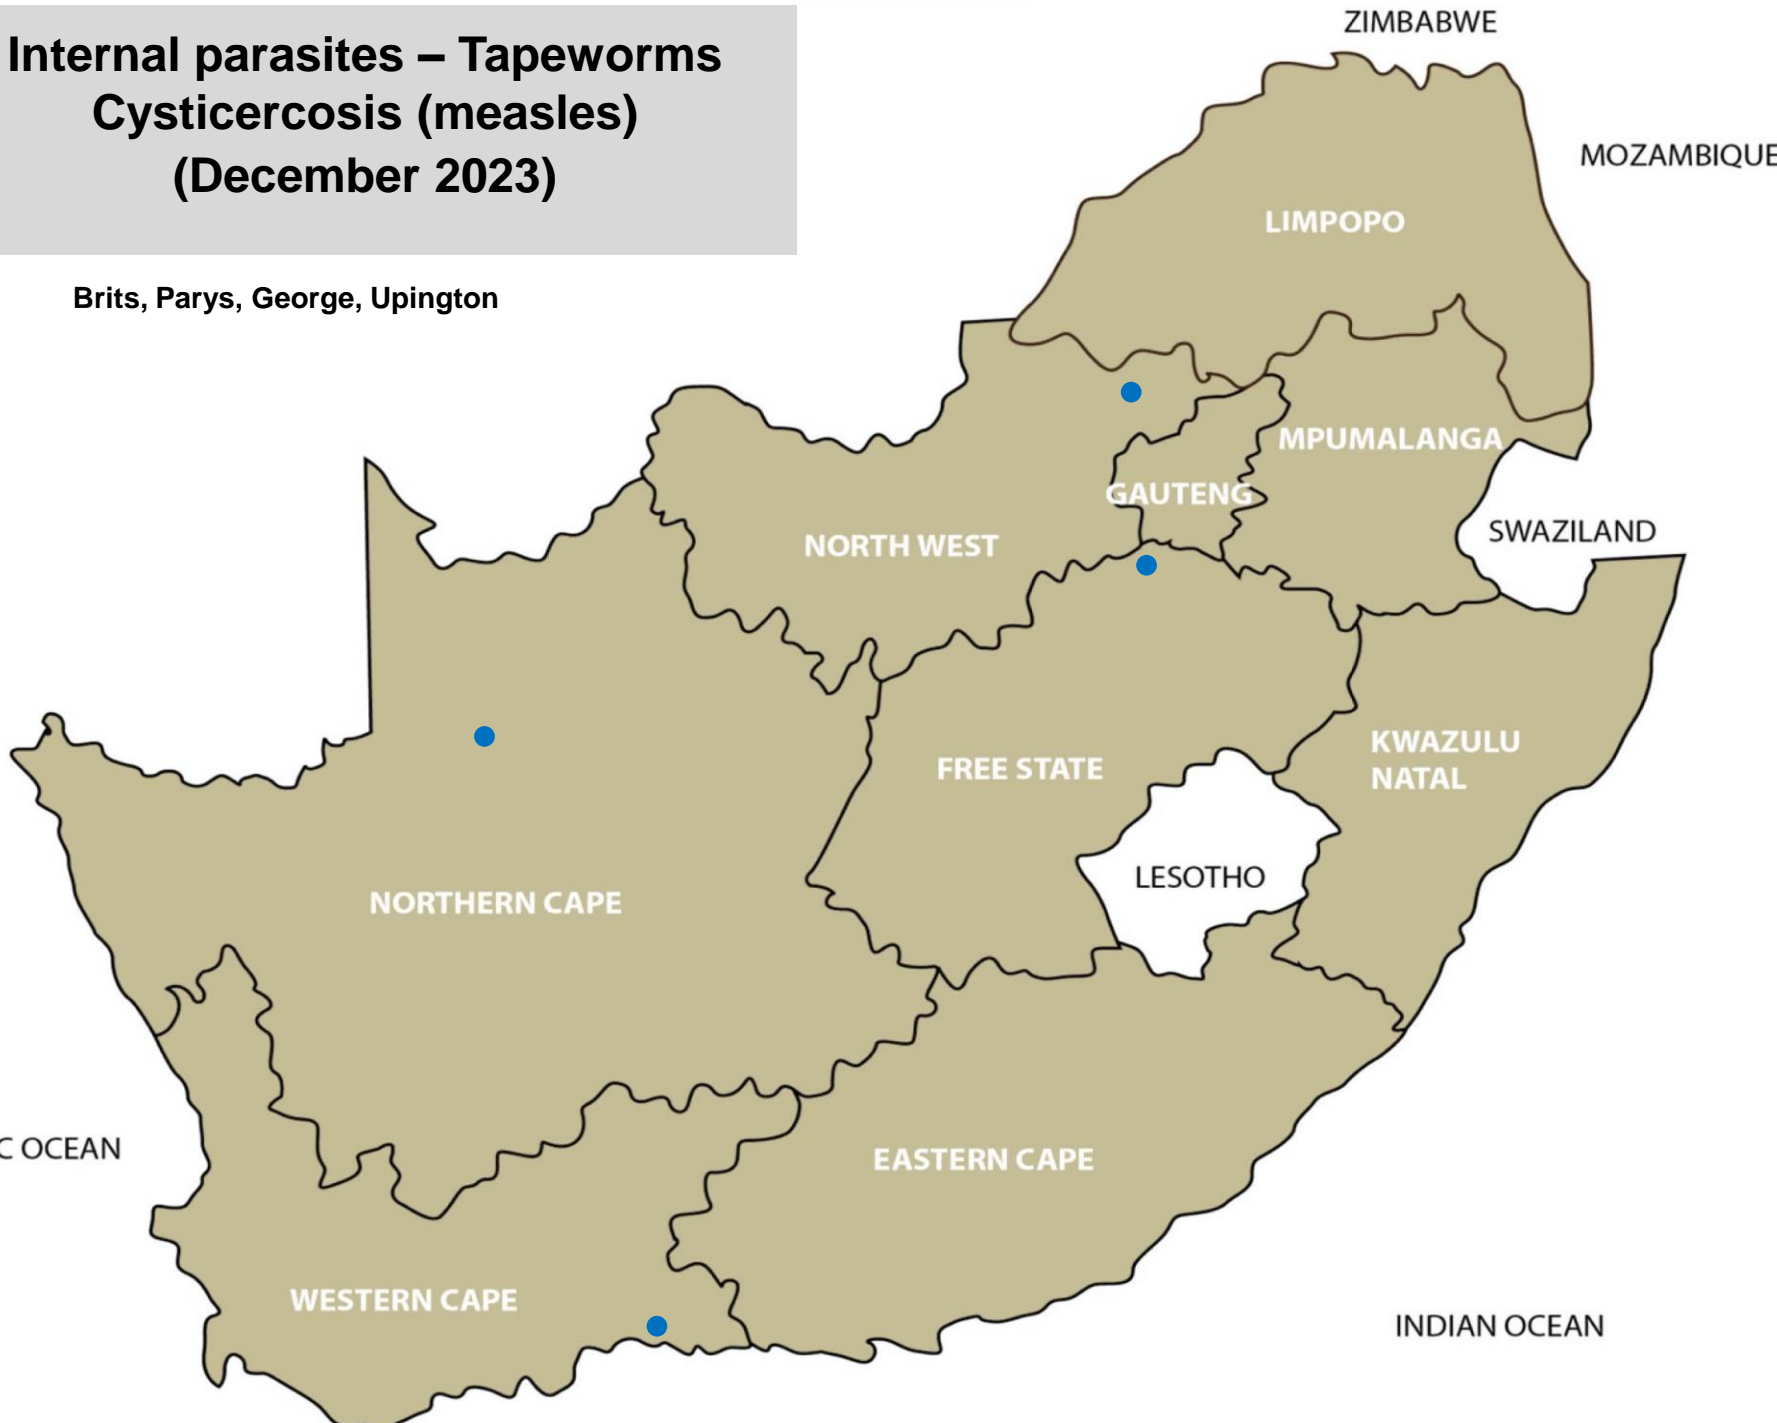 Internal parasites – Tapeworms
Cysticercosis (measles)
(December 2023)
Brits, Parys, George, Upington
ZIMBABWE
MOZAMBIQUE
LIMPOPO
MPUMALANGA
GAUTENG
SWAZILAND
NORTH WEST
KWAZULU
NATAL
FREE STATE
LESOTHO
NORTHERN CAPE
C OCEAN
EASTERN CAPE
WESTERN CAPE
INDIAN OCEAN